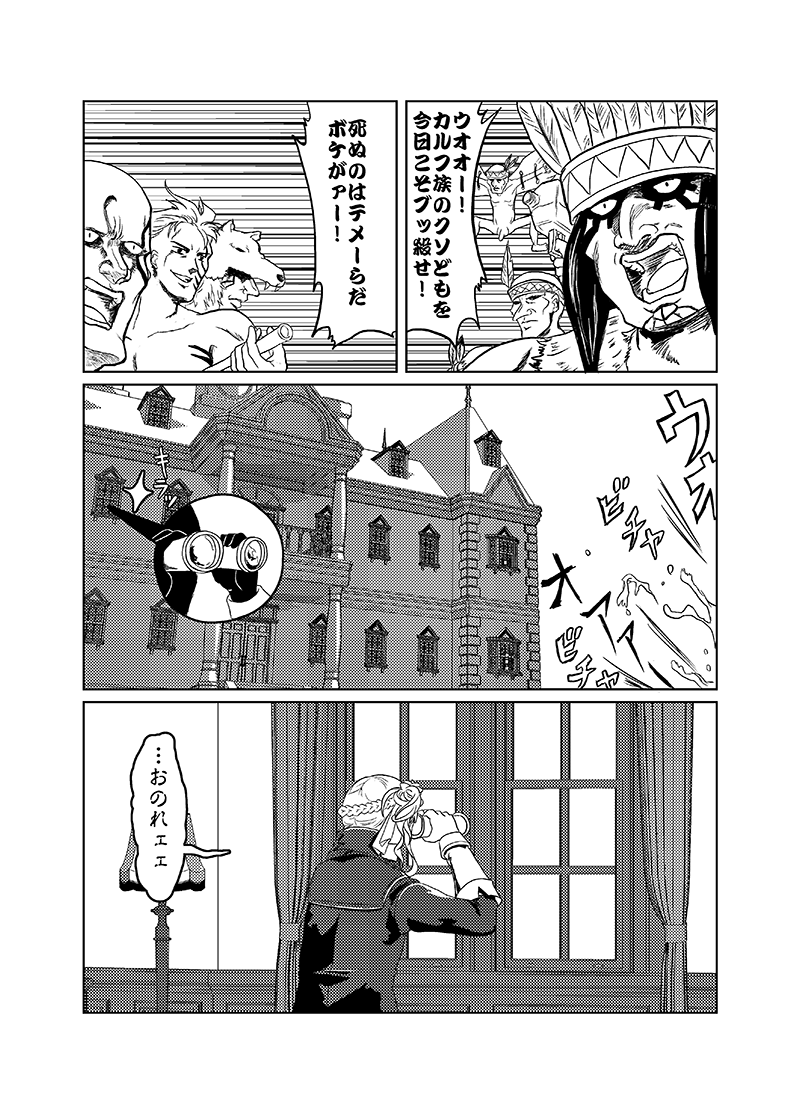 ウオオー！
カルフ族のクソどもを
今日こそブッ殺せ！
死ぬのはテメーらだ
ボケがァー！
ウォ
オ
アァ
ビチャ
ビチャ
キラッ
…おのれェェ